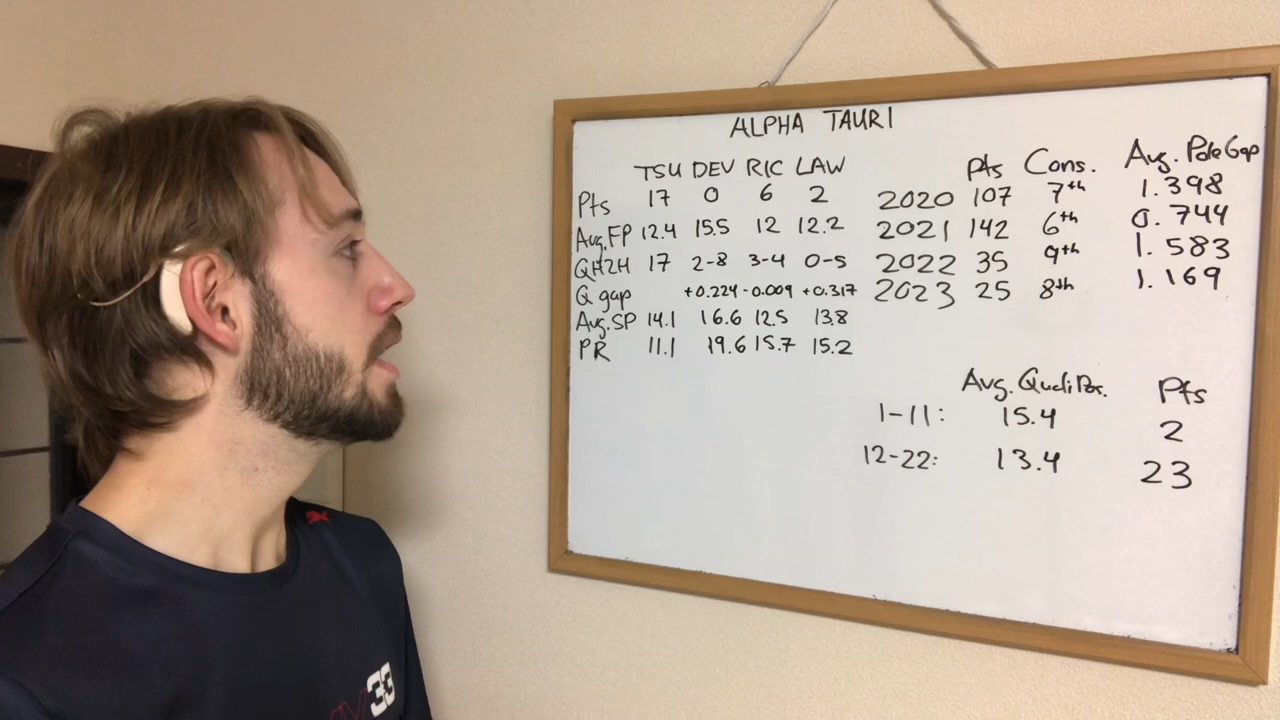 ALPHA TAURI
TSU DEV RIC LAW Pts Cons. Avg. Pole Gap
Pts 17 0 6 2 2020 107 7th 1.398
Avg. FP 12.4 15.5 12 12.2 2021 142 6th 0.744
QH2H 17 2-8 3-4 0-5 2022 35 9th 1.583
Q gap +0.224 -0.009 +0.317 2023 25 8th 1.169
Avg. SP 14.1 16.6 12.5 13.8
PR 11.1 19.6 15.7 15.2
Avg. Quali Pos. Pts
1-11: 15.4 2
12-22: 13.4 23
33